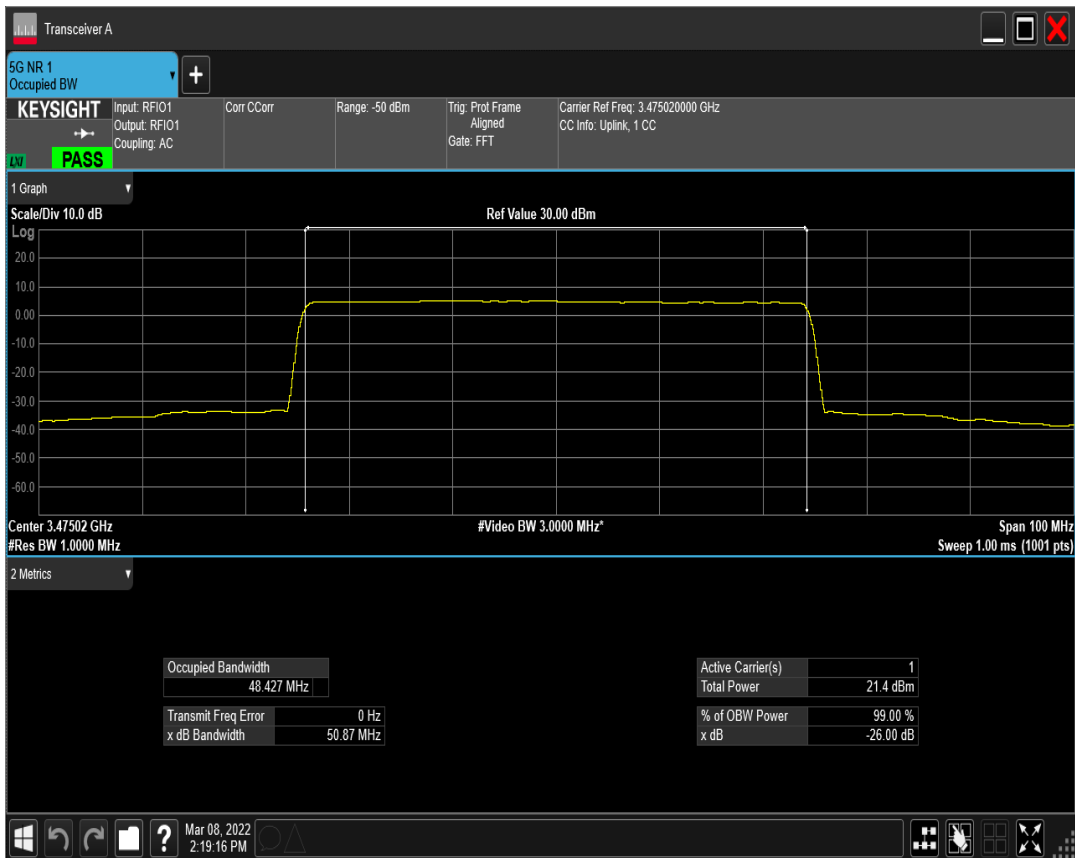 Transceiver A
5G NR 1
Occupied BW
+
KEYSIGHT
Input: RFIO1
Output: RFIO1
Coupling: AC
LXI
PASS
Corr CCorr
Range: -50 dBm
Trig: Prot Frame
Aligned
Gate: FFT
Carrier Ref Freq: 3.475020000 GHz
CC Info: Uplink, 1 CC
1 Graph
Scale/Div 10.0 dB
Ref Value 30.00 dBm
Log
20.0
10.0
0.00
-10.0
-20.0
-30.0
-40.0
-50.0
-60.0
Center 3.47502 GHz
#Video BW 3.0000 MHz*
Span 100 MHz
#Res BW 1.0000 MHz
Sweep 1.00 ms (1001 pts)
2 Metrics
Occupied Bandwidth
48.427 MHz
Transmit Freq Error 0 Hz
x dB Bandwidth 50.87 MHz
Active Carrier(s) 1
Total Power 21.4 dBm
% of OBW Power 99.00 %
x dB -26.00 dB
?
Mar 08, 2022
2:19:16 PM